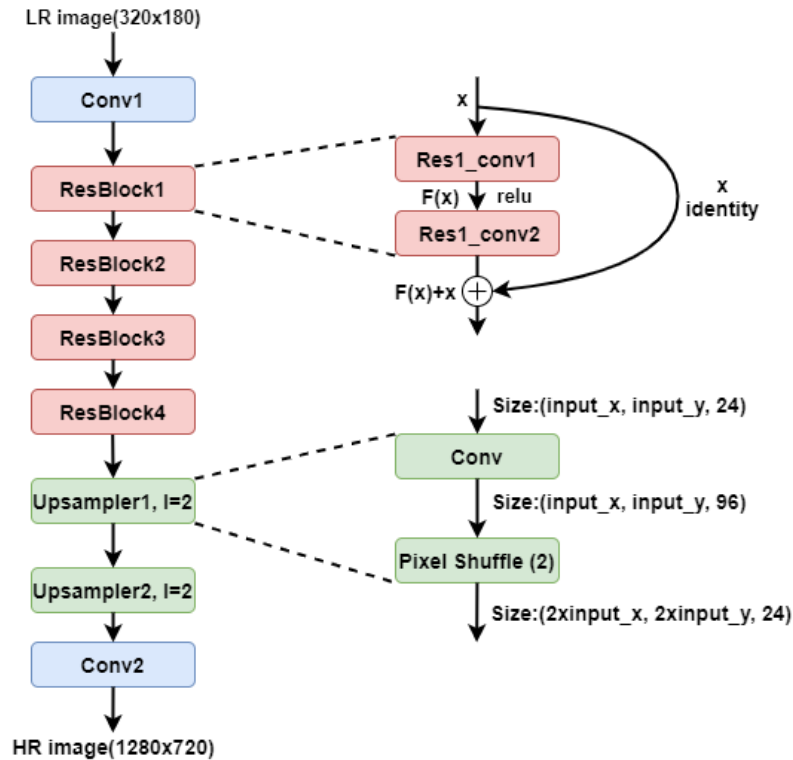 LR image(320x180)
Conv1
ResBlock1
ResBlock2
ResBlock3
ResBlock4
Upsampler1, I=2
Upsampler2, I=2
Conv2
HR image(1280x720)
x
Res1_conv1
F(x) relu
Res1_conv2
F(x)+x
x
identity
Size:(input_x, input_y, 24)
Conv
Size:(input_x, input_y, 96)
Pixel Shuffle (2)
Size:(2xinput_x, 2xinput_y, 24)